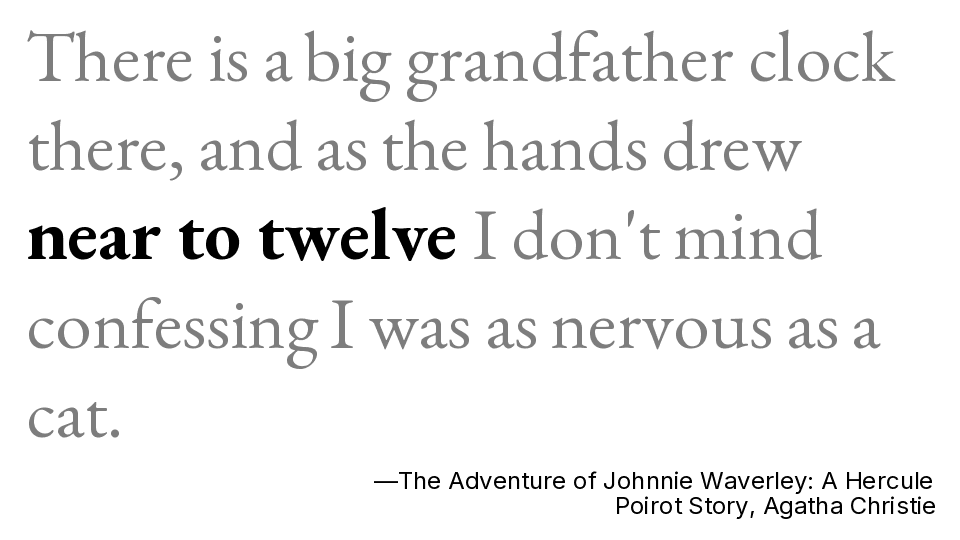 There is a big grandfather clock
there, and as the hands drew
near to twelve I don't mind
confessing I was as nervous as a
cat.
—The Adventure of Johnnie Waverley: A Hercule
Poirot Story, Agatha Christie